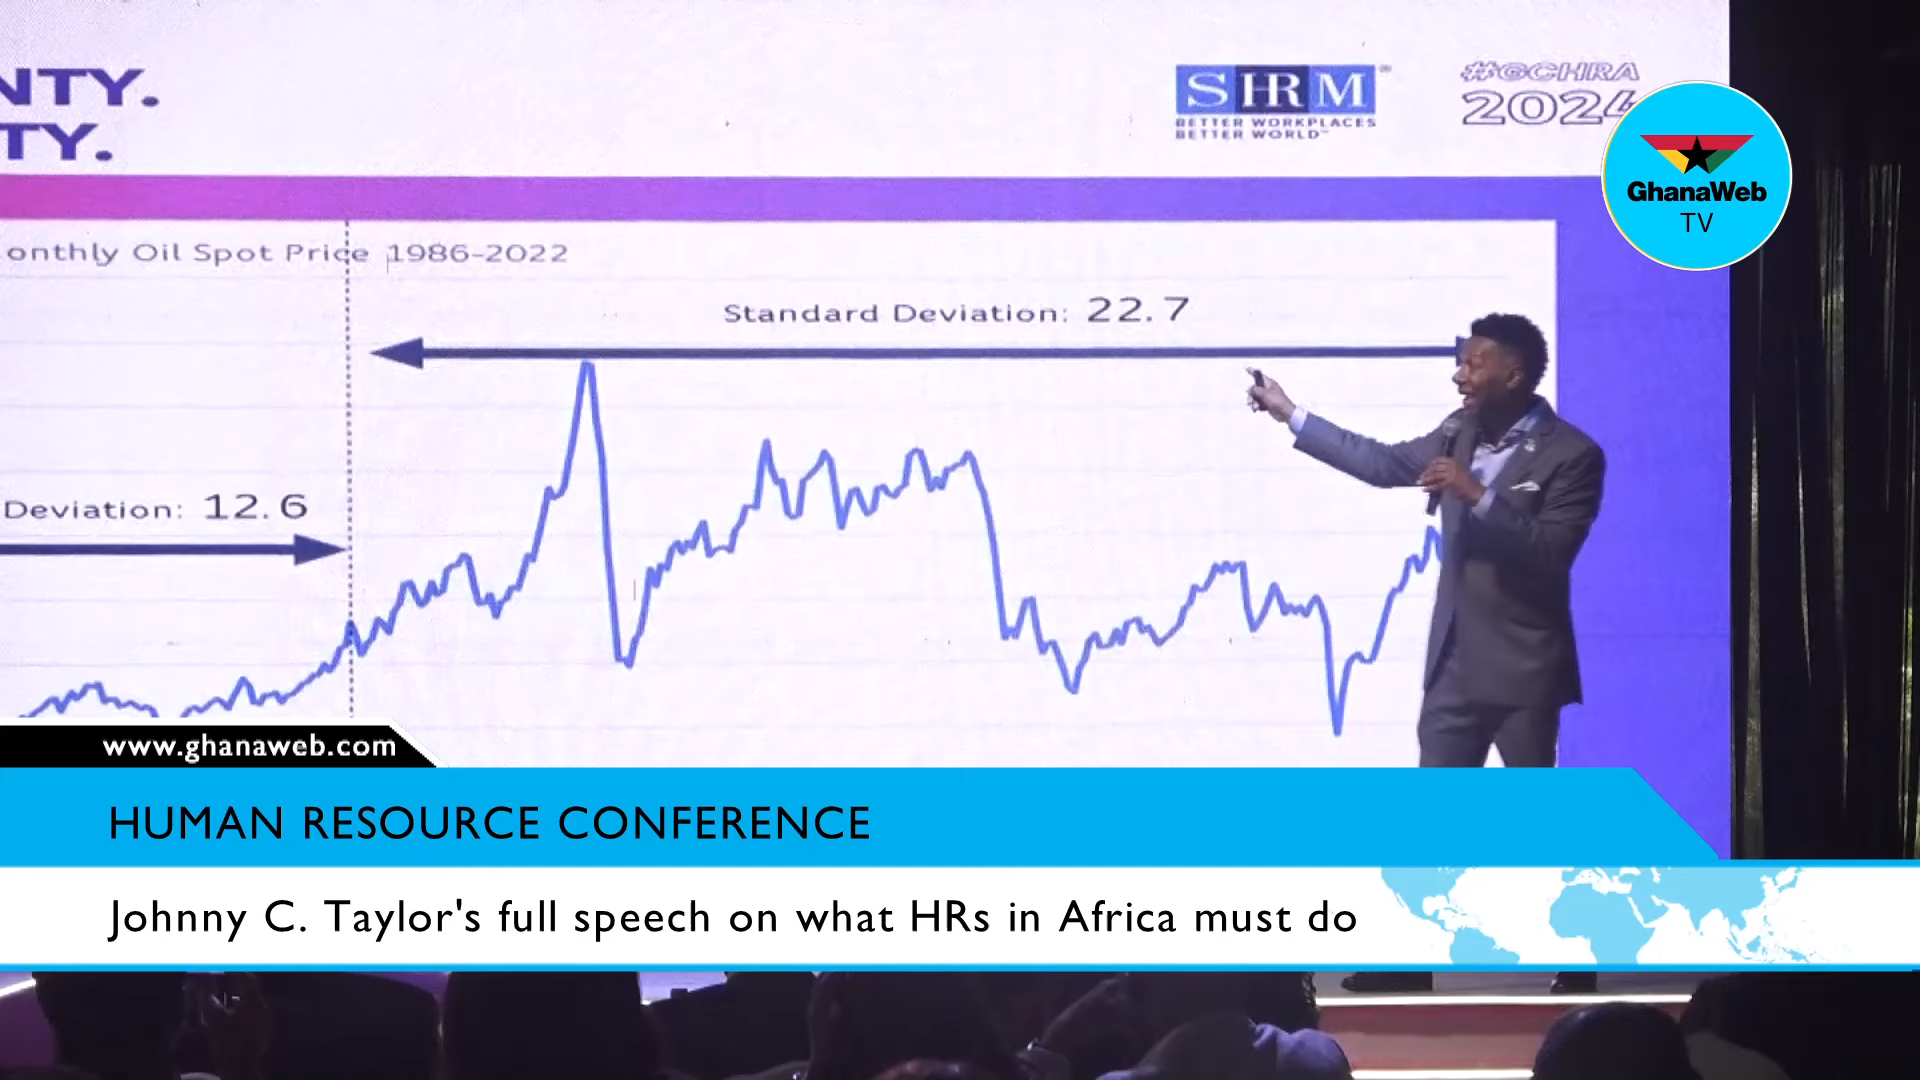 NTY.
TY.
SHRM®
BETTER WORKPLACES
BETTER WORLD™
#GCHRA
2024
GhanaWeb
TV
onthly Oil Spot Price 1986-2022
Standard Deviation: 22.7
Deviation: 12.6
www.ghanaweb.com
HUMAN RESOURCE CONFERENCE
Johnny C. Taylor's full speech on what HRs in Africa must do